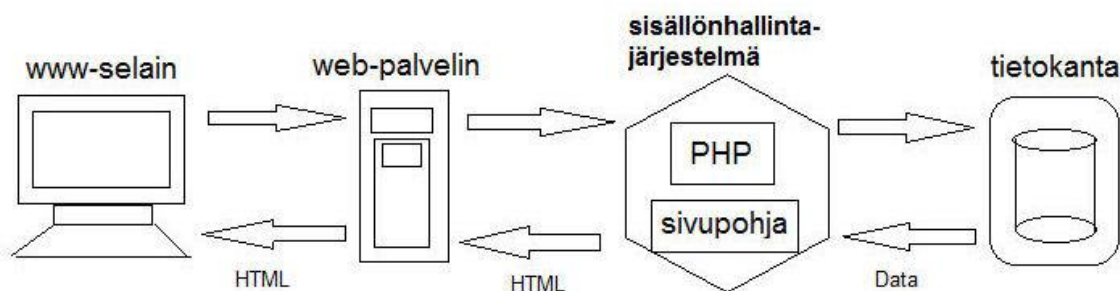 www-selain
web-palvelin
sisällönhallinta-
järjestelmä
tietokanta
PHP
sivupohja
HTML
HTML
Data